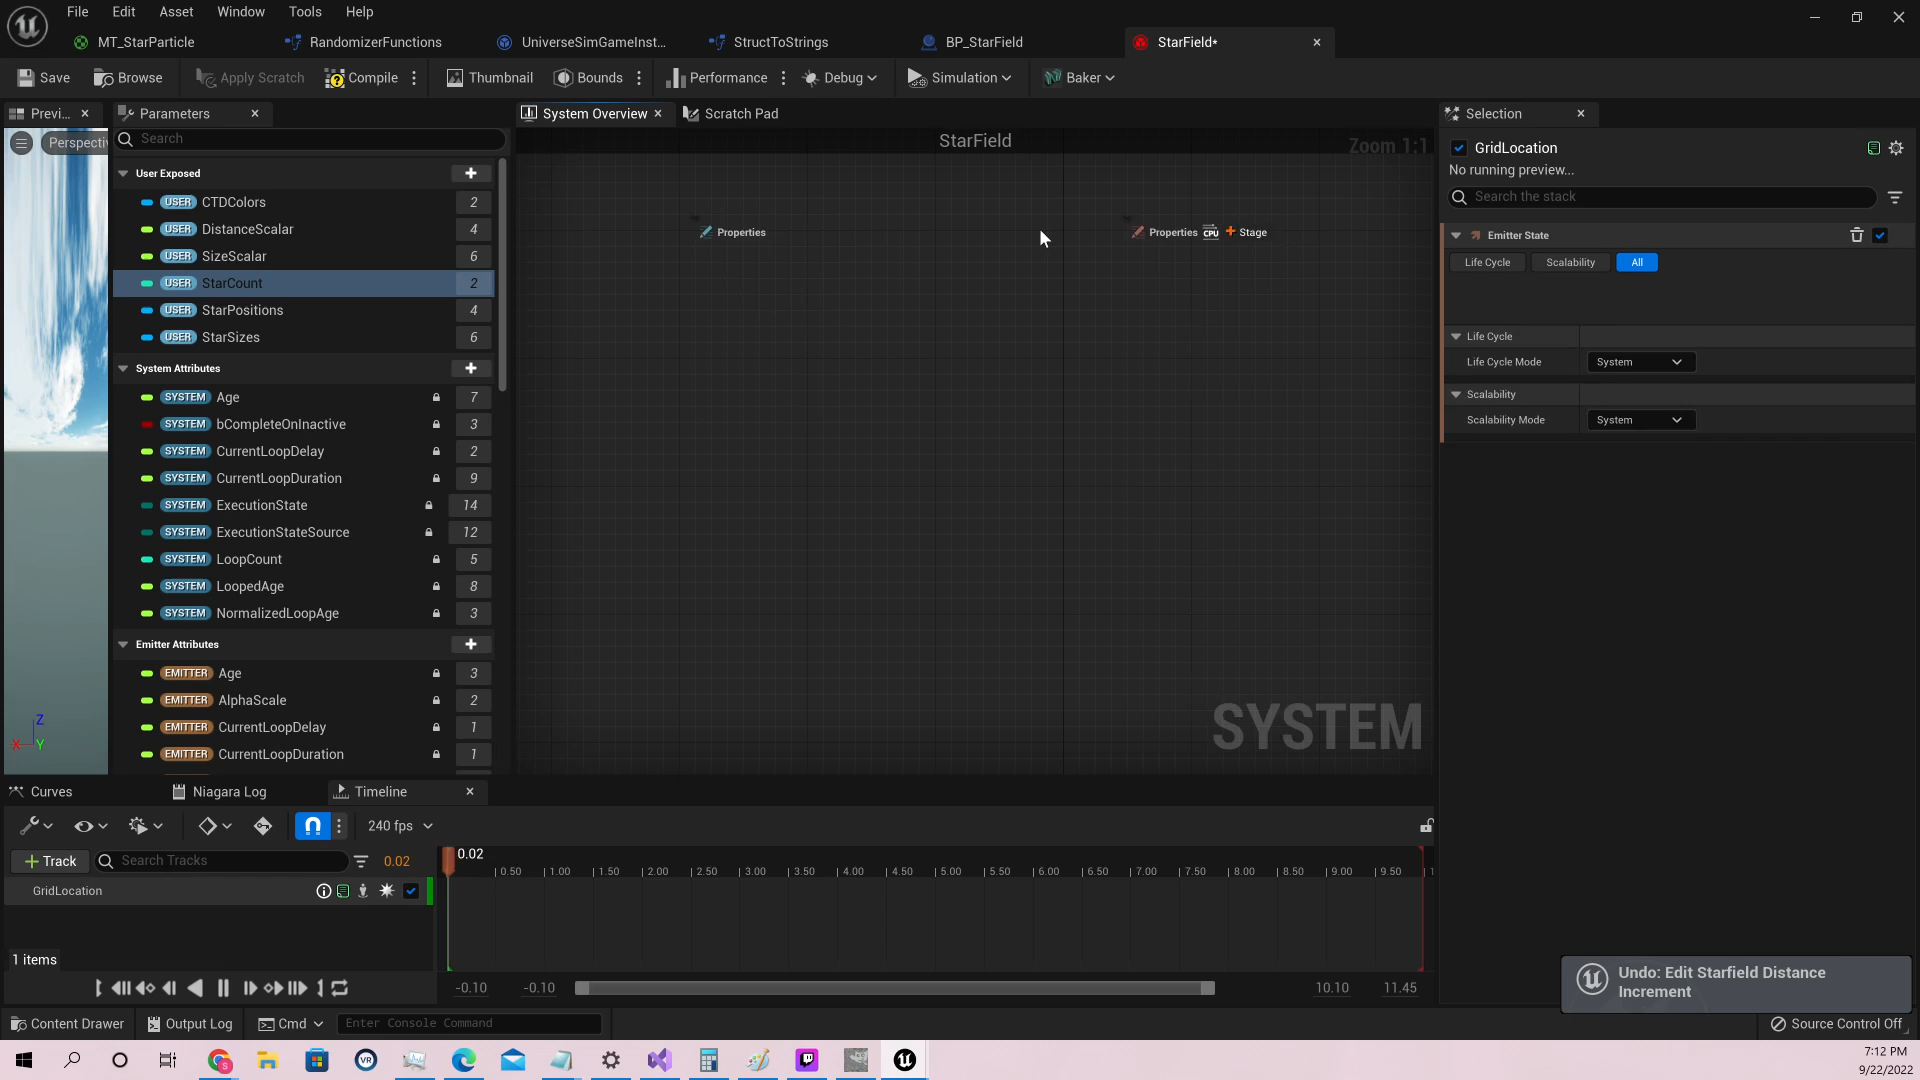 File Edit Asset Window Tools Help
MT_StarParticle RandomizerFunctions UniverseSimGameInst... StructToStrings BP_StarField StarField*
Save Browse Apply Scratch Compile Thumbnail Bounds Performance Debug Simulation Baker
Previ... Parameters System Overview Scratch Pad Selection
Perspecti Search StarField Zoom 1:1 GridLocation
No running preview...
Search the stack
User Exposed
USER CTDColors 2
USER DistanceScalar 4
USER SizeScalar 6
USER StarCount 2
USER StarPositions 4
USER StarSizes 6
System Attributes
SYSTEM Age 7
SYSTEM bCompleteOnInactive 3
SYSTEM CurrentLoopDelay 2
SYSTEM CurrentLoopDuration 9
SYSTEM ExecutionState 14
SYSTEM ExecutionStateSource 12
SYSTEM LoopCount 5
SYSTEM LoopedAge 8
SYSTEM NormalizedLoopAge 3
Emitter Attributes
EMITTER Age 3
EMITTER AlphaScale 2
EMITTER CurrentLoopDelay 1
EMITTER CurrentLoopDuration 1
Z
X Y
Properties Properties CPU + Stage
SYSTEM
Emitter State
Life Cycle Scalability All
Life Cycle
Life Cycle Mode System
Scalability
Scalability Mode System
Curves Niagara Log Timeline
240 fps
+ Track Search Tracks 0.02 0.02
0.50 1.00 1.50 2.00 2.50 3.00 3.50 4.00 4.50 5.00 5.50 6.00 6.50 7.00 7.50 8.00 8.50 9.00 9.50 1
GridLocation
1 items
-0.10 -0.10 10.10 11.45
Undo: Edit Starfield Distance
Increment
Content Drawer Output Log Cmd Enter Console Command Source Control Off
7:12 PM
9/22/2022